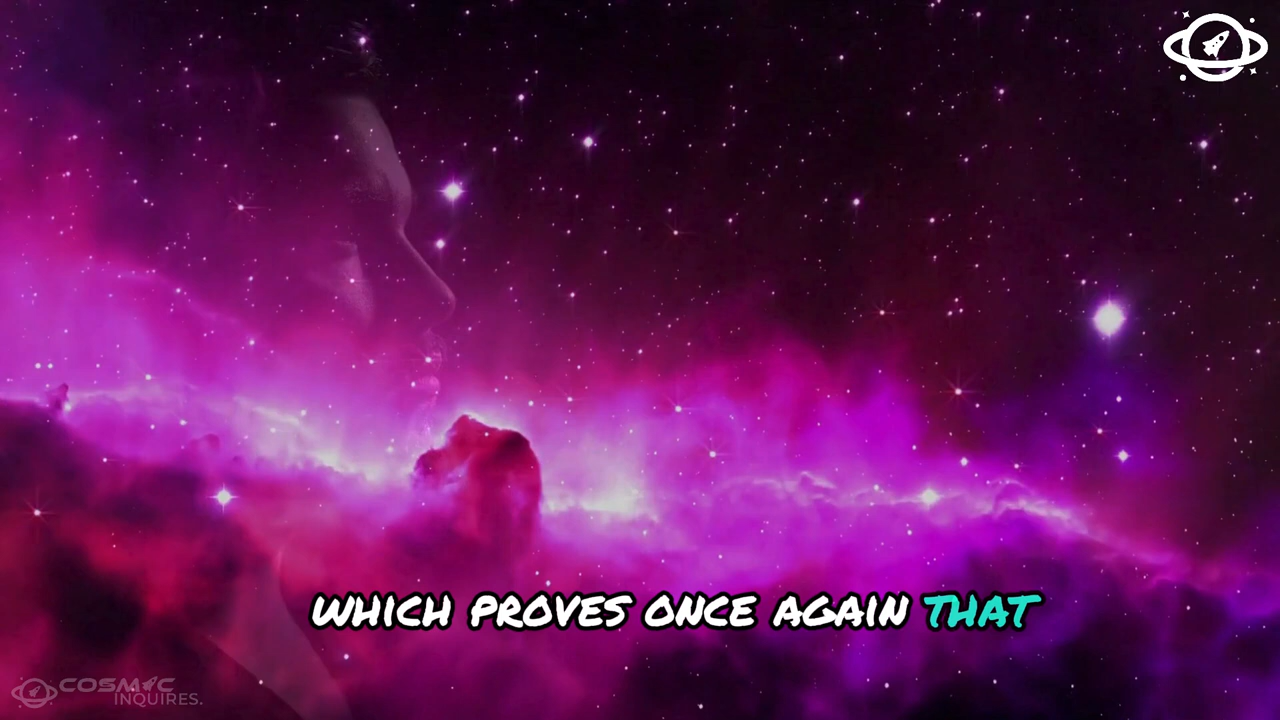 WHICH PROVES ONCE AGAIN THAT
COSMIC
INQUIRES.